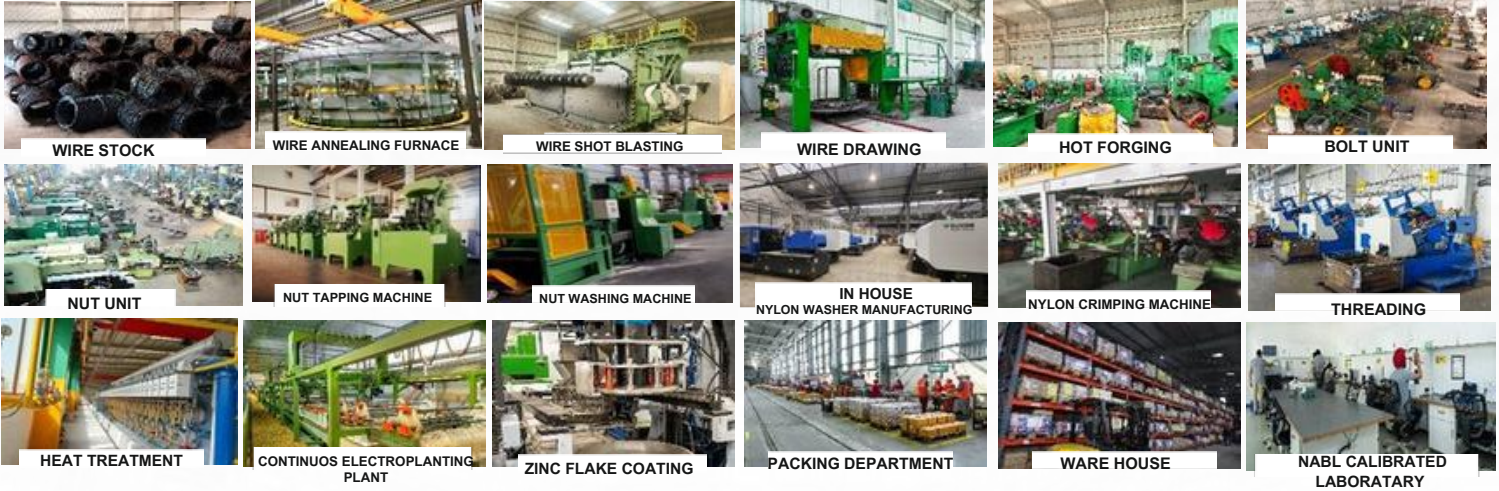 WIRE STOCK
WIRE ANNEALING FURNACE
WIRE SHOT BLASTING
WIRE DRAWING
HOT FORGING
BOLT UNIT
NUT UNIT
NUT TAPPING MACHINE
NUT WASHING MACHINE
IN HOUSE
NYLON WASHER MANUFACTURING
NYLON CRIMPING MACHINE
THREADING
HEAT TREATMENT
CONTINUOS ELECTROPLANTING
PLANT
ZINC FLAKE COATING
PACKING DEPARTMENT
WARE HOUSE
NABL CALIBRATED
LABORATARY